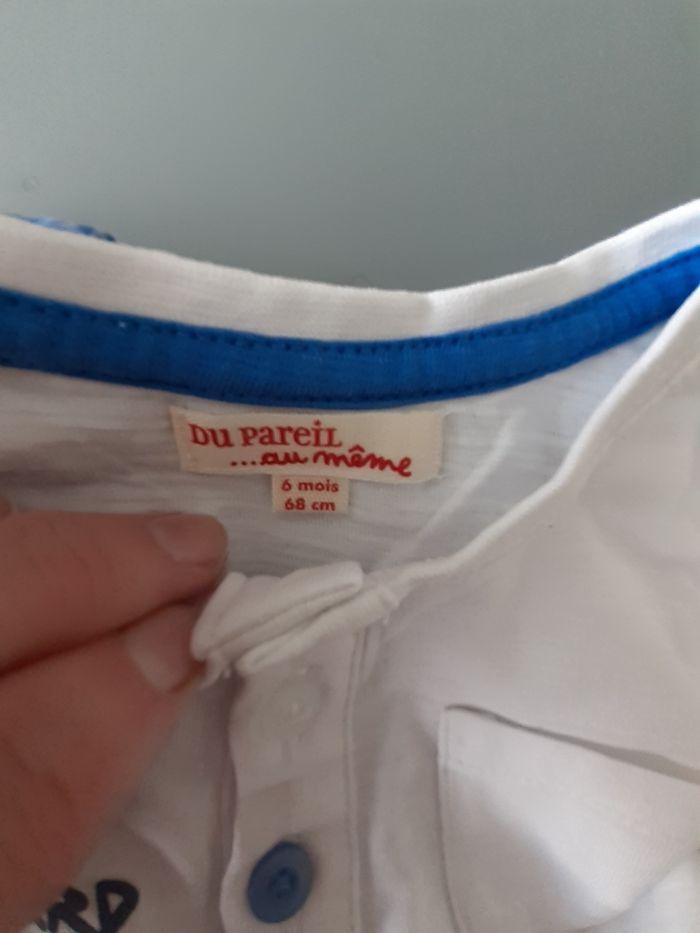 DU PAREIL
...au même
6 mois
68 cm